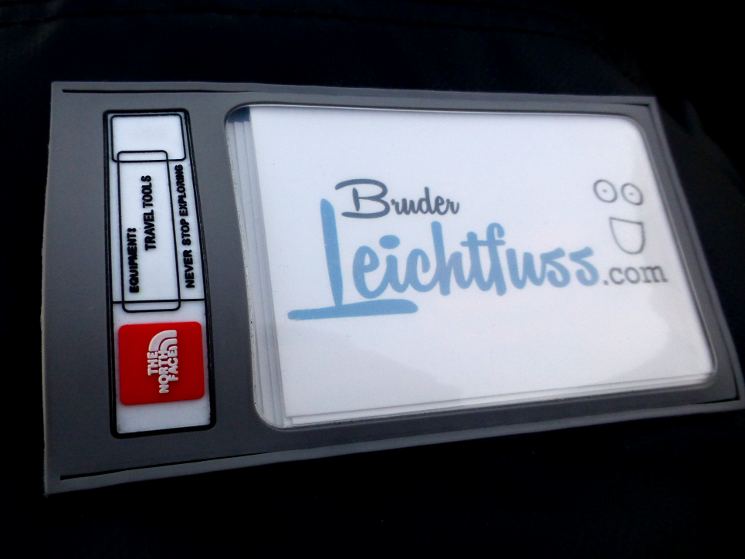 EQUIPMENT:
TRAVEL TOOLS
NEVER STOP EXPLORING
THE
NORTH
FACE
Bruder
Leichtfuss.com